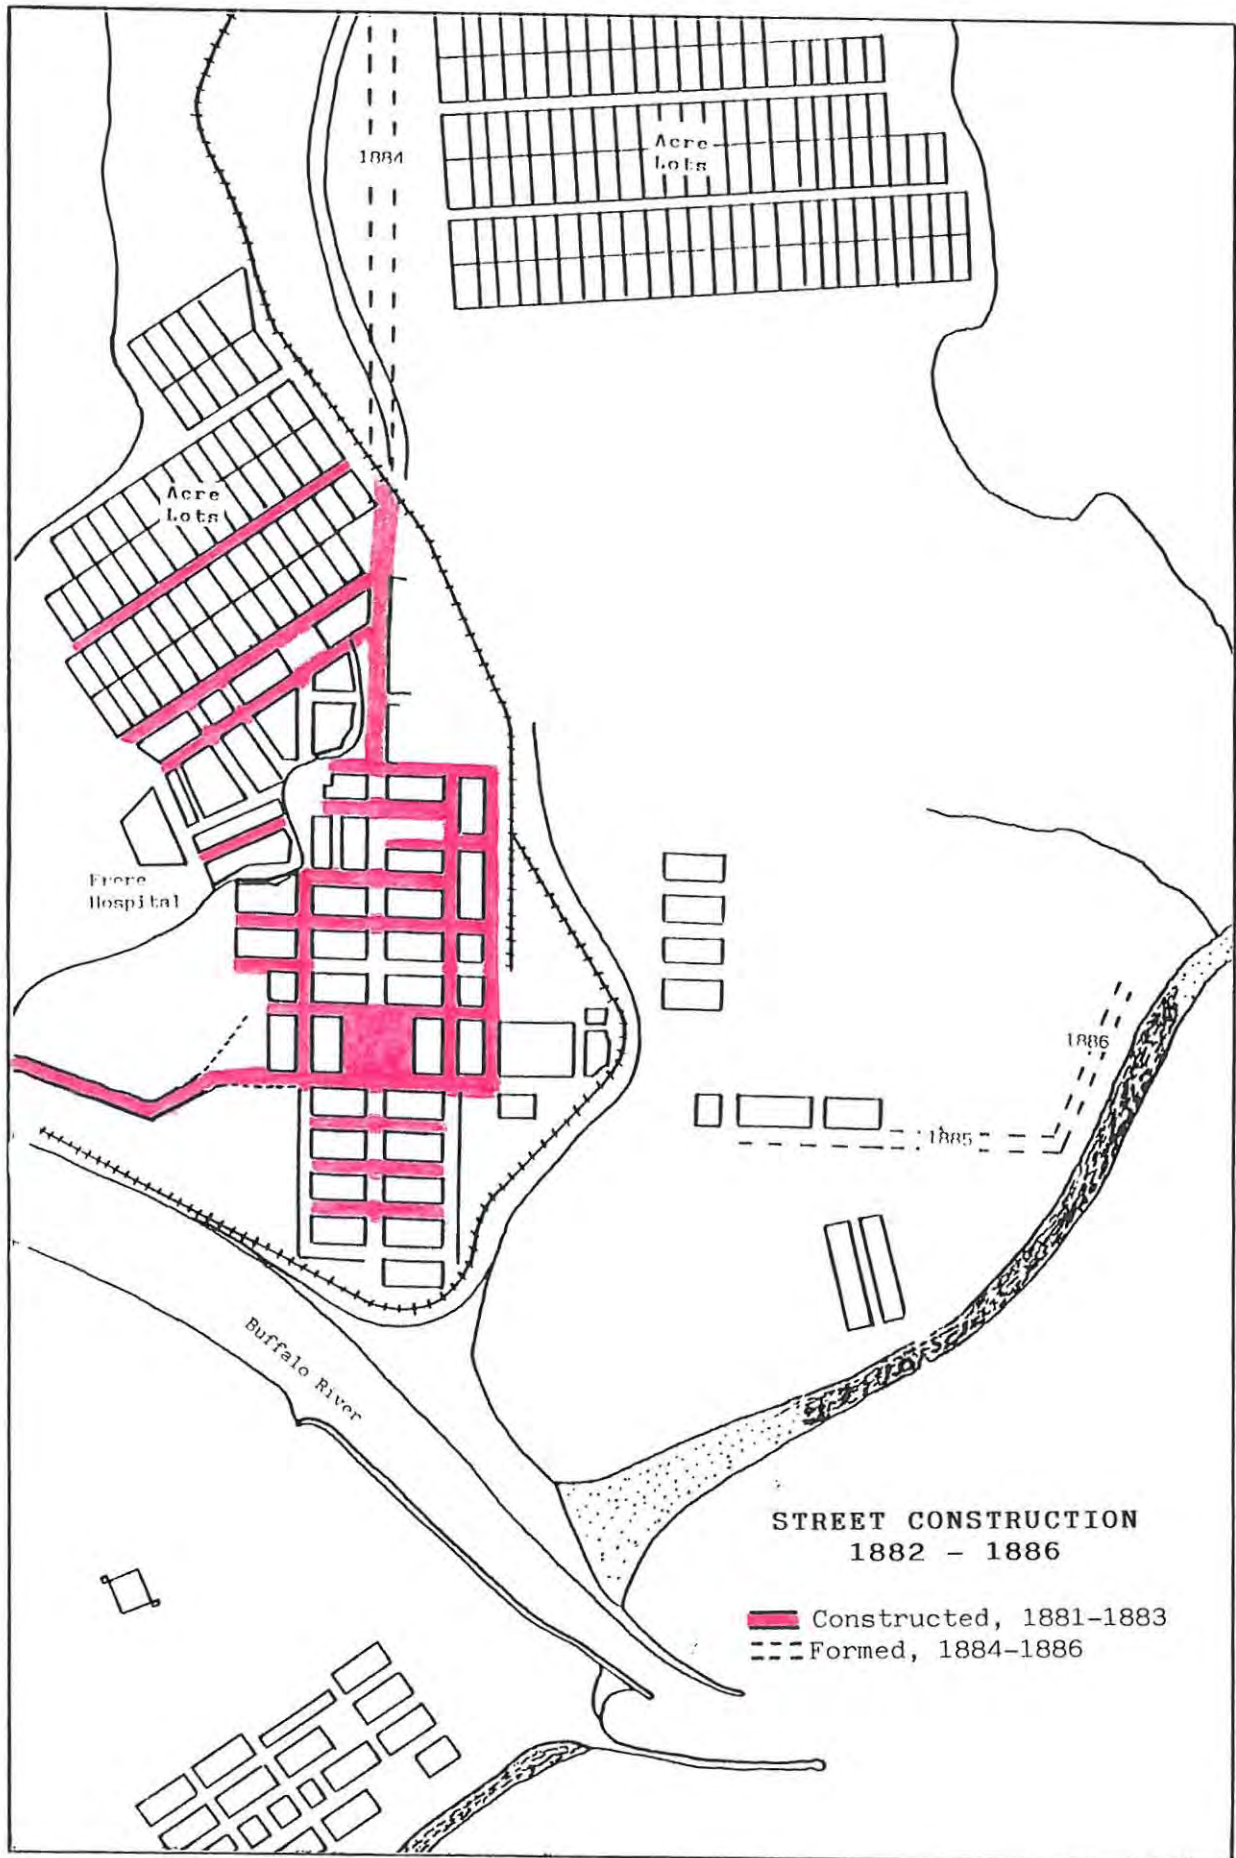 1884
Acre
Lots
Acre
Lots
Frere
Hospital
1886
1885
Buffalo River
STREET CONSTRUCTION
1882 - 1886
Constructed, 1881-1883
Formed, 1884-1886